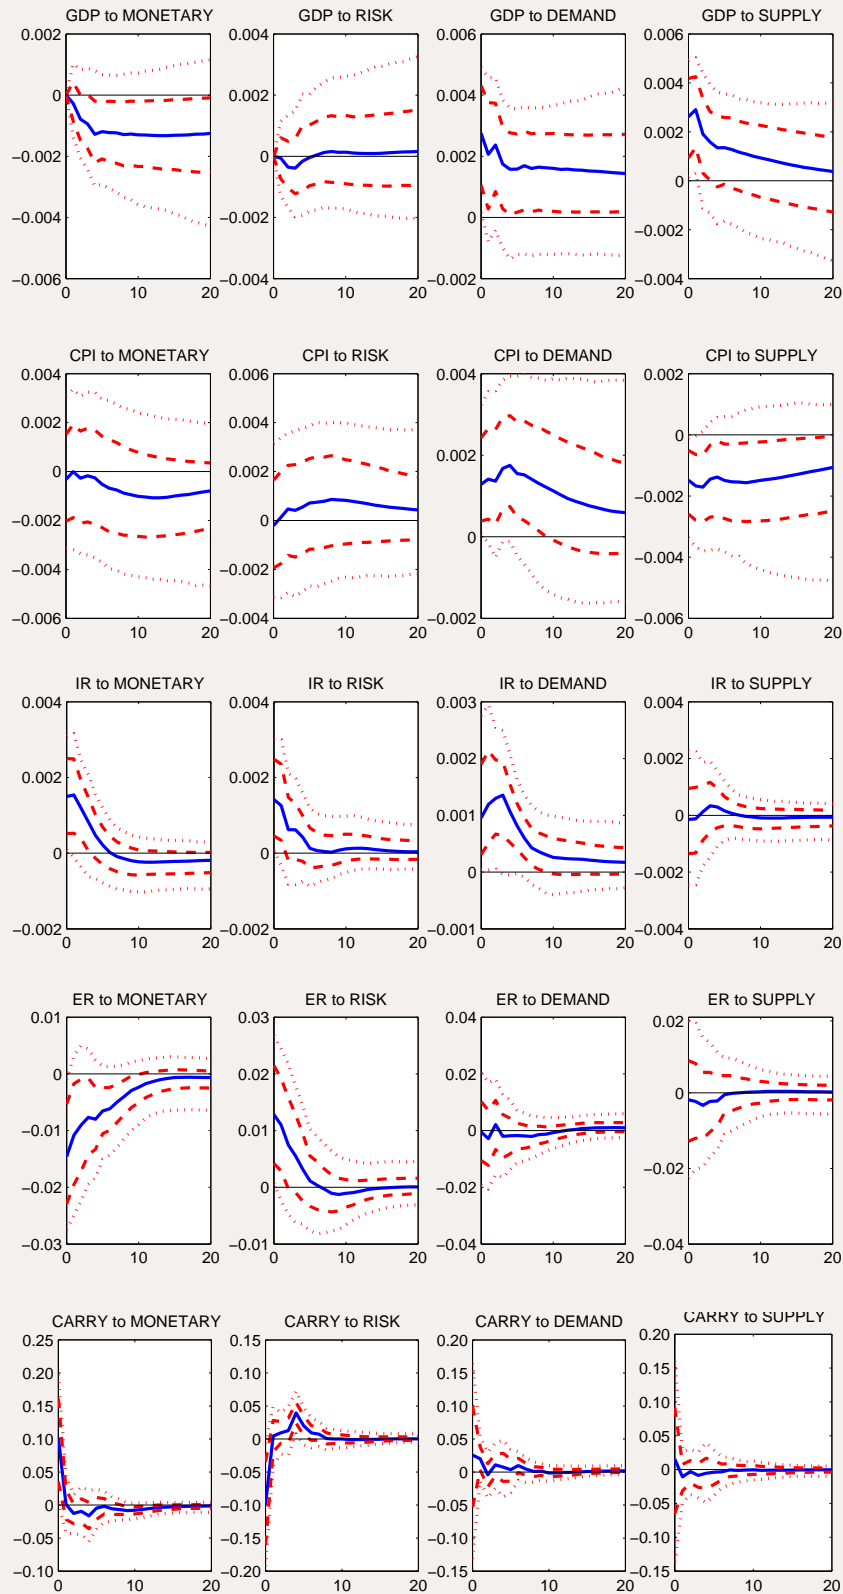 GDP to MONETARY
0.002
0
−0.002
−0.004
−0.006
0 10 20
GDP to RISK
0.004
0.002
0
−0.002
−0.004
0 10 20
GDP to DEMAND
0.006
0.004
0.002
0
−0.002
0 10 20
GDP to SUPPLY
0.006
0.004
0.002
0
−0.002
−0.004
0 10 20
CPI to MONETARY
0.004
0.002
0
−0.002
−0.004
−0.006
0 10 20
CPI to RISK
0.006
0.004
0.002
0
−0.002
−0.004
0 10 20
CPI to DEMAND
0.004
0.002
0
−0.002
0 10 20
CPI to SUPPLY
0.002
0
−0.002
−0.004
−0.006
0 10 20
IR to MONETARY
0.004
0.002
0
−0.002
0 10 20
IR to RISK
0.004
0.002
0
−0.002
0 10 20
IR to DEMAND
0.003
0.002
0.001
0
−0.001
0 10 20
IR to SUPPLY
0.004
0.002
0
−0.002
−0.004
0 10 20
ER to MONETARY
0.01
0
−0.01
−0.02
−0.03
0 10 20
ER to RISK
0.03
0.02
0.01
0
−0.01
0 10 20
ER to DEMAND
0.04
0.02
0
−0.02
−0.04
0 10 20
ER to SUPPLY
0.02
0
−0.02
−0.04
0 10 20
CARRY to MONETARY
0.25
0.20
0.15
0.10
0.05
0
−0.05
−0.10
0 10 20
CARRY to RISK
0.15
0.10
0.05
0
−0.05
−0.10
−0.15
−0.20
0 10 20
CARRY to DEMAND
0.20
0.15
0.10
0.05
0
−0.05
−0.10
−0.15
0 10 20
CARRY to SUPPLY
0.20
0.15
0.10
0.05
0
−0.05
−0.10
−0.15
0 10 20